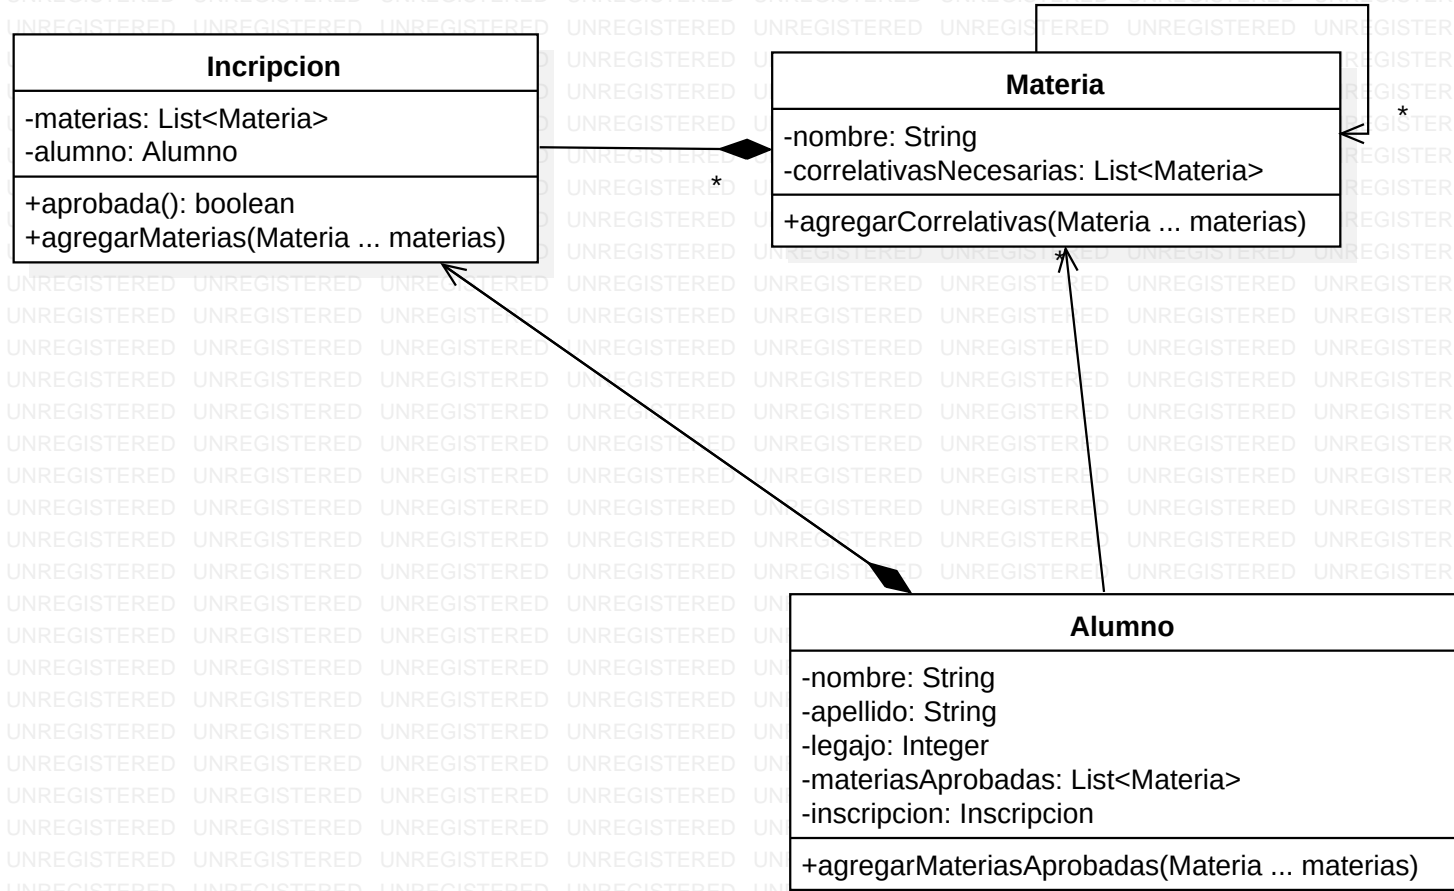 Incripcion
-materias: List<Materia>
-alumno: Alumno
+aprobada(): boolean
+agregarMaterias(Materia ... materias)
*
Materia
-nombre: String
-correlativasNecesarias: List<Materia>
+agregarCorrelativas(Materia ... materias)
*
*
Alumno
-nombre: String
-apellido: String
-legajo: Integer
-materiasAprobadas: List<Materia>
-inscripcion: Inscripcion
+agregarMateriasAprobadas(Materia ... materias)
UNREGISTERED